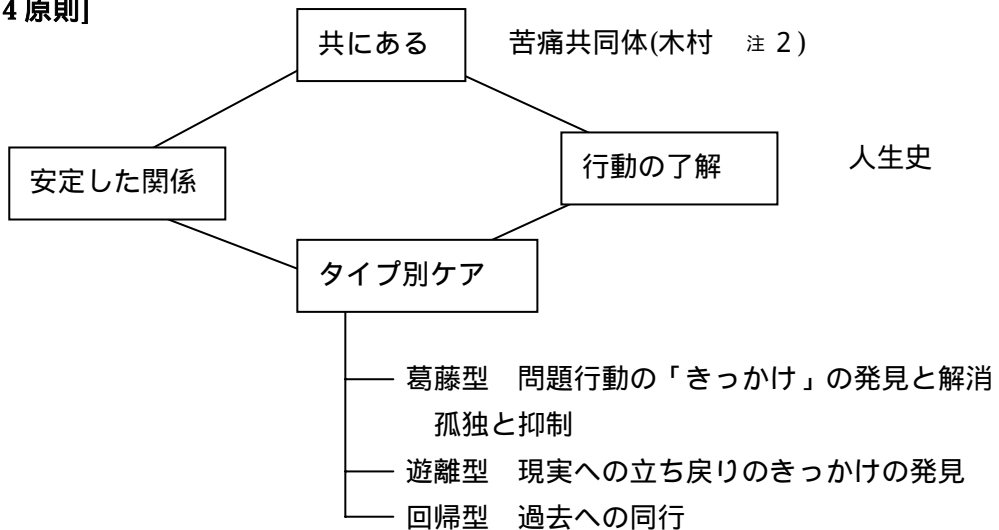 4 原則]
共にある　苦痛共同体(木村　注 2 )
安定した関係
行動の了解　人生史
タイプ別ケア
葛藤型　問題行動の「きっかけ」の発見と解消
孤独と抑制
遊離型　現実への立ち戻りのきっかけの発見
回帰型　過去への同行